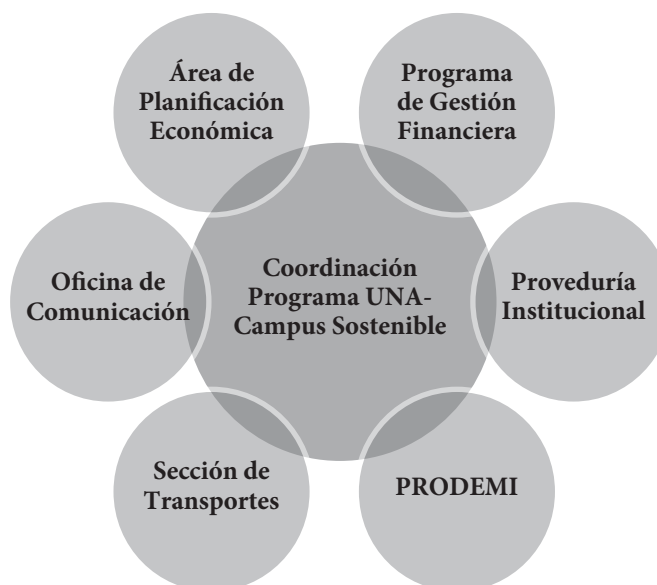 Área de
Planificación
Económica
Programa
de Gestión
Financiera
Oficina de
Comunicación
Coordinación
Programa UNA-
Campus Sostenible
Proveduría
Institucional
Sección de
Transportes
PRODEMI